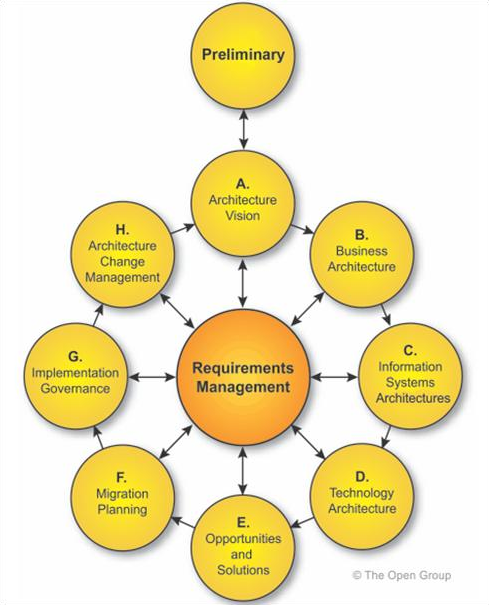 Preliminary
A.
Architecture
Vision
B.
Business
Architecture
C.
Information
Systems
Architectures
D.
Technology
Architecture
E.
Opportunities
and
Solutions
F.
Migration
Planning
G.
Implementation
Governance
H.
Architecture
Change
Management
Requirements
Management
© The Open Group